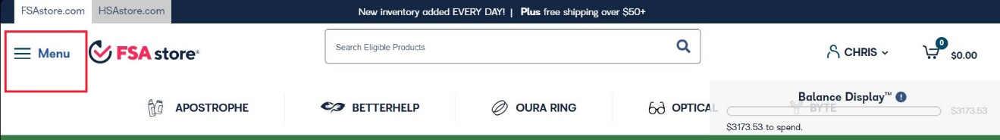 FSAstore.com
HSAstore.com
New inventory added EVERY DAY! | Plus free shipping over $50+
Menu
FSA store®
Search Eligible Products
CHRIS
0
$0.00
APOSTROPHE
BETTERHELP
OURA RING
OPTICAL
BYTE
Balance Display™ !
$3173.53
$3173.53 to spend.